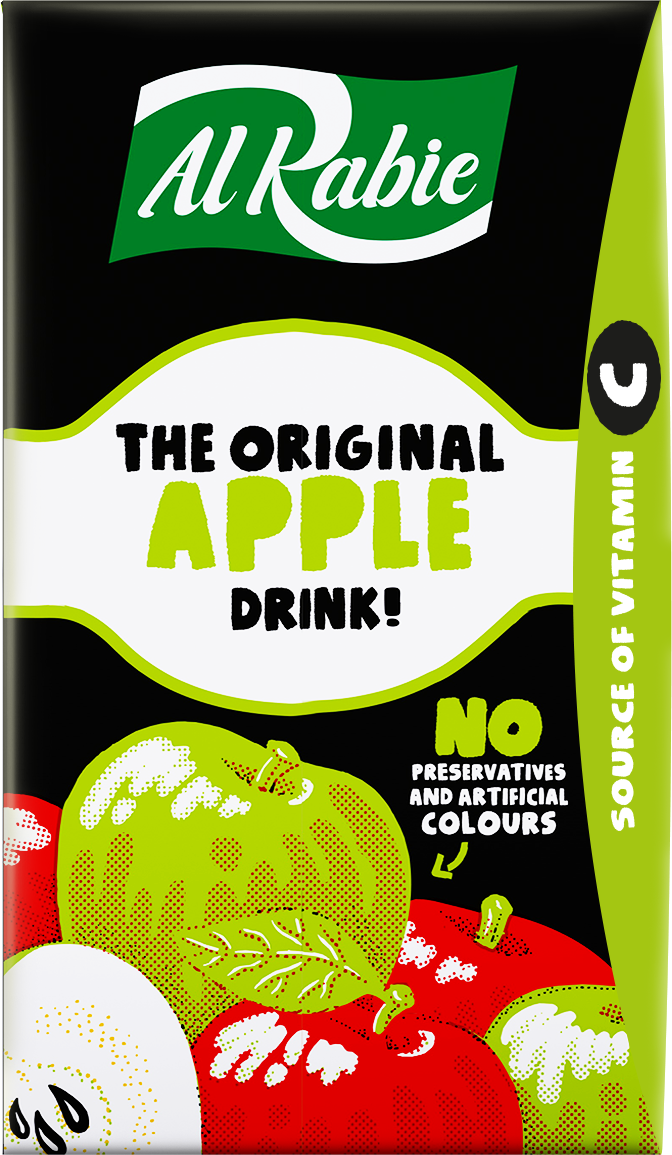 Al Rabie
THE ORIGINAL
APPLE
DRINK!
NO
PRESERVATIVES
AND ARTIFICIAL
COLOURS
SOURCE OF VITAMIN C